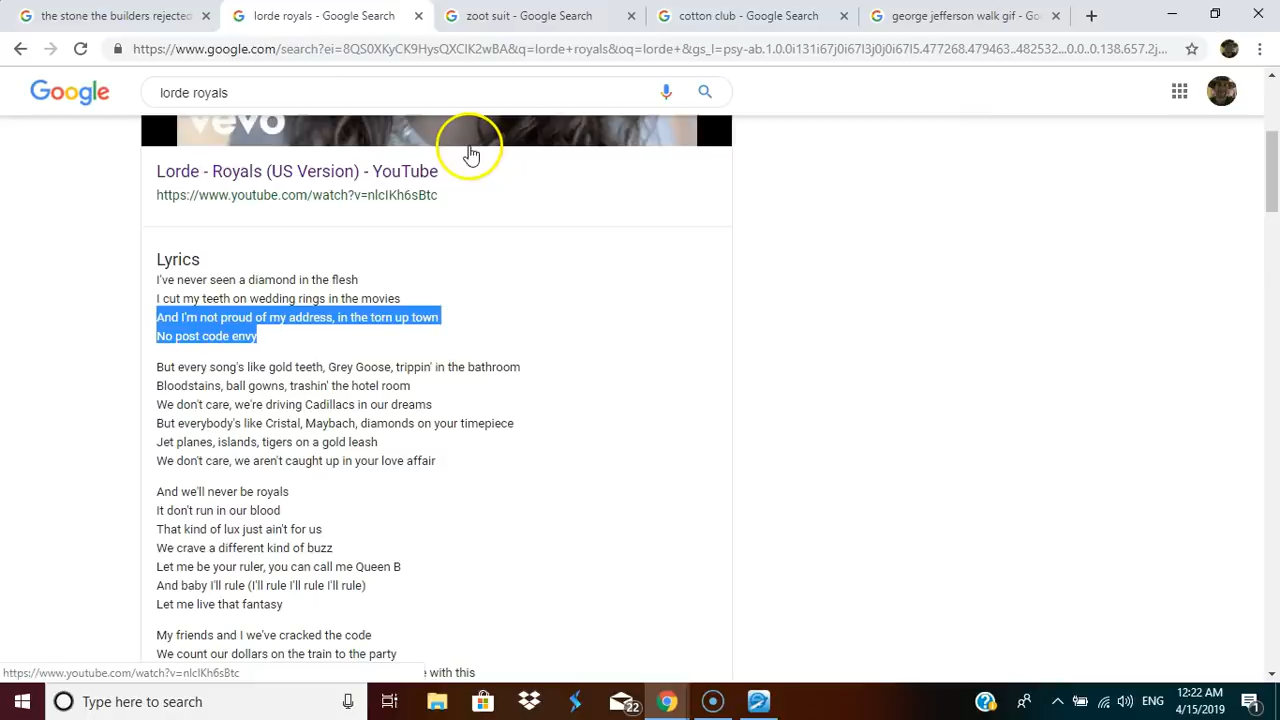 the stone the builders rejected
lorde royals - Google Search
zoot suit - Google Search
cotton club - Google Search
george jefferson walk gif - Goo
https://www.google.com/search?ei=8QS0XKyCK9HysQXCIK2wBA&q=lorde+royals&oq=lorde+&gs_l=psy-ab.1.0.0i131i67j0i67l3j0j0i67l5.477268.479463..482532...0..0.138.657.2j...
Google
lorde royals
vevo
Lorde - Royals (US Version) - YouTube
https://www.youtube.com/watch?v=nlcIKh6sBtc
Lyrics
I've never seen a diamond in the flesh
I cut my teeth on wedding rings in the movies
And I'm not proud of my address, in the torn up town
No post code envy
But every song's like gold teeth, Grey Goose, trippin' in the bathroom
Bloodstains, ball gowns, trashin' the hotel room
We don't care, we're driving Cadillacs in our dreams
But everybody's like Cristal, Maybach, diamonds on your timepiece
Jet planes, islands, tigers on a gold leash
We don't care, we aren't caught up in your love affair
And we'll never be royals
It don't run in our blood
That kind of lux just ain't for us
We crave a different kind of buzz
Let me be your ruler, you can call me Queen B
And baby I'll rule (I'll rule I'll rule I'll rule)
Let me live that fantasy
My friends and I we've cracked the code
We count our dollars on the train to the party
e with this
https://www.youtube.com/watch?v=nlcIKh6sBtc
Type here to search
22
ENG
12:22 AM
4/15/2019
1